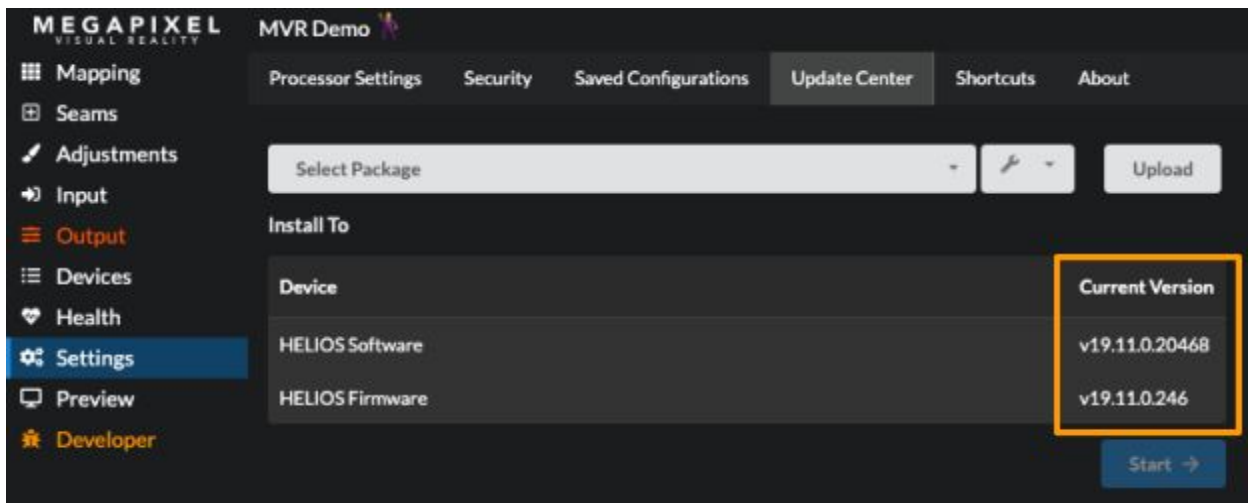 MEGAPIXEL
VISUAL REALITY
MVR Demo
Mapping
Seams
Adjustments
Input
Output
Devices
Health
Settings
Preview
Developer
Processor Settings Security Saved Configurations Update Center Shortcuts About
Select Package Upload
Install To
Device Current Version
HELIOS Software v19.11.0.20468
HELIOS Firmware v19.11.0.246
Start →